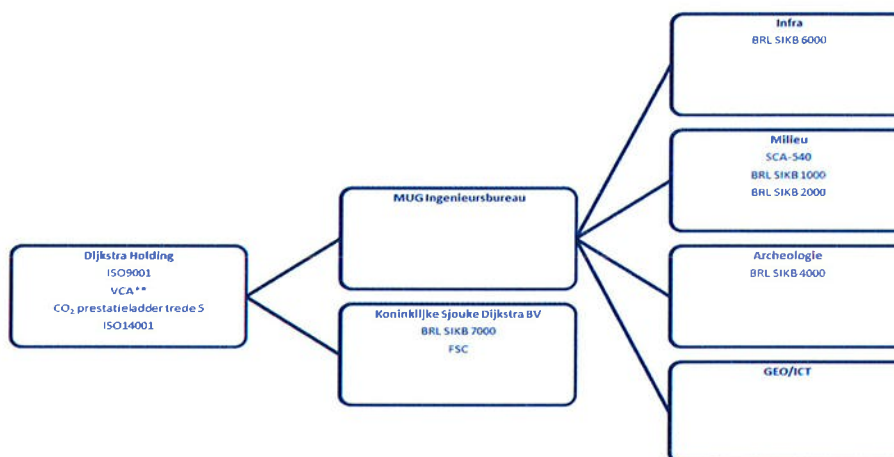 Dijkstra Holding
ISO9001
VCA**
CO₂ prestatieladder trede 5
ISO14001
MUG Ingenieursbureau
Koninklijke Sjouke Dijkstra BV
BRL SIKB 7000
FSC
Infra
BRL SIKB 6000
Milieu
SCA-540
BRL SIKB 1000
BRL SIKB 2000
Archeologie
BRL SIKB 4000
GEO/ICT